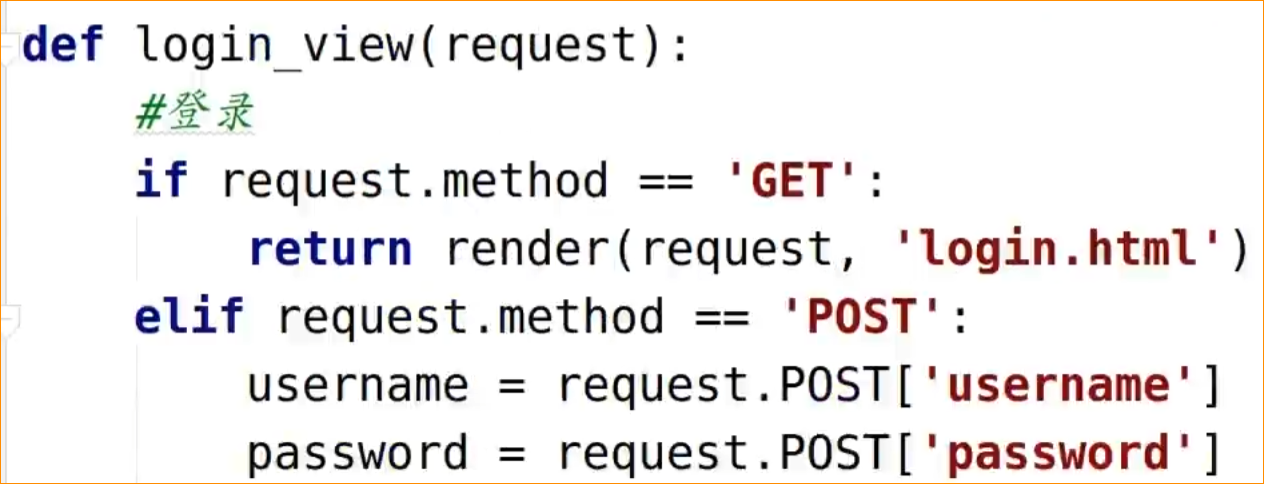 def login_view(request):
    #登录
    if request.method == 'GET':
        return render(request, 'login.html')
    elif request.method == 'POST':
        username = request.POST['username']
        password = request.POST['password']